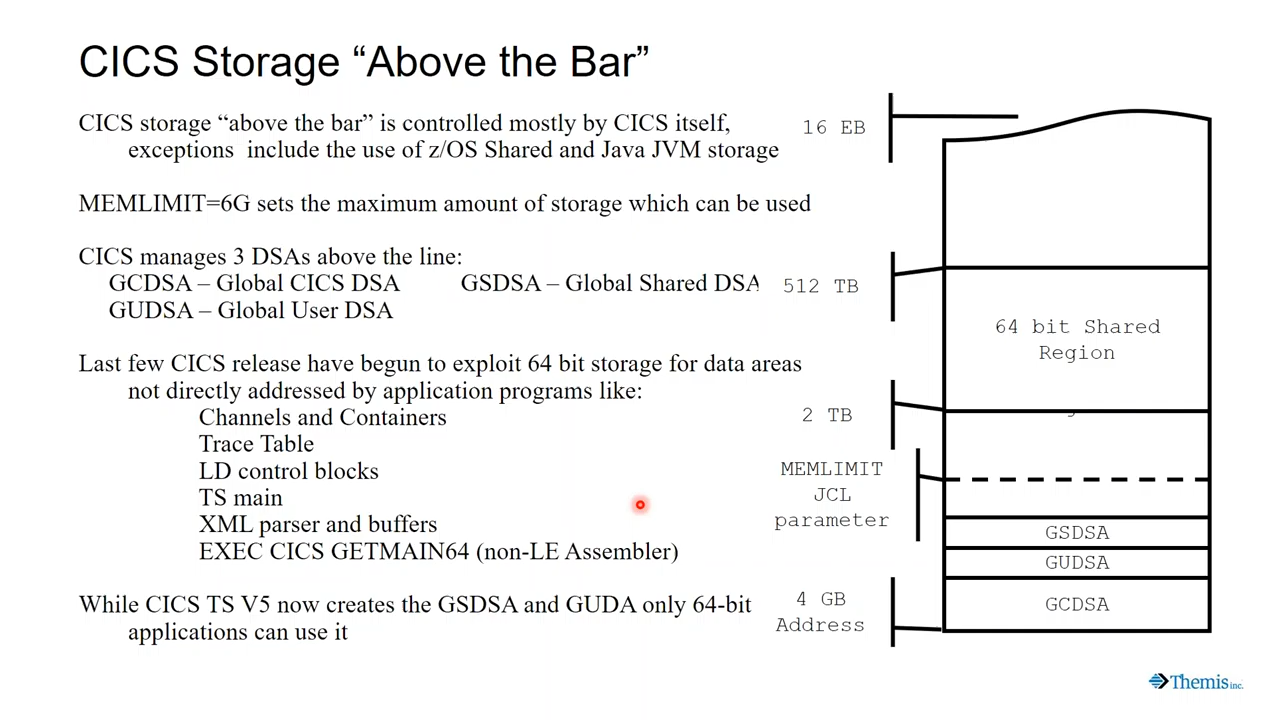 CICS Storage “Above the Bar”
CICS storage “above the bar” is controlled mostly by CICS itself,
exceptions include the use of z/OS Shared and Java JVM storage
MEMLIMIT=6G sets the maximum amount of storage which can be used
CICS manages 3 DSAs above the line:
GCDSA – Global CICS DSA GSDSA – Global Shared DSA
GUDSA – Global User DSA
Last few CICS release have begun to exploit 64 bit storage for data areas
not directly addressed by application programs like:
Channels and Containers
Trace Table
LD control blocks
TS main
XML parser and buffers
EXEC CICS GETMAIN64 (non-LE Assembler)
While CICS TS V5 now creates the GSDSA and GUDA only 64-bit
applications can use it
16 EB
512 TB
64 bit Shared
Region
2 TB
MEMLIMIT
JCL
parameter
GSDSA
GUDSA
GCDSA
4 GB
Address
Themis inc.